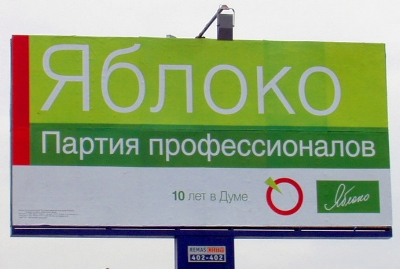 Яблоко
Партия профессионалов
10 лет в Думе
Яблоко
402-402